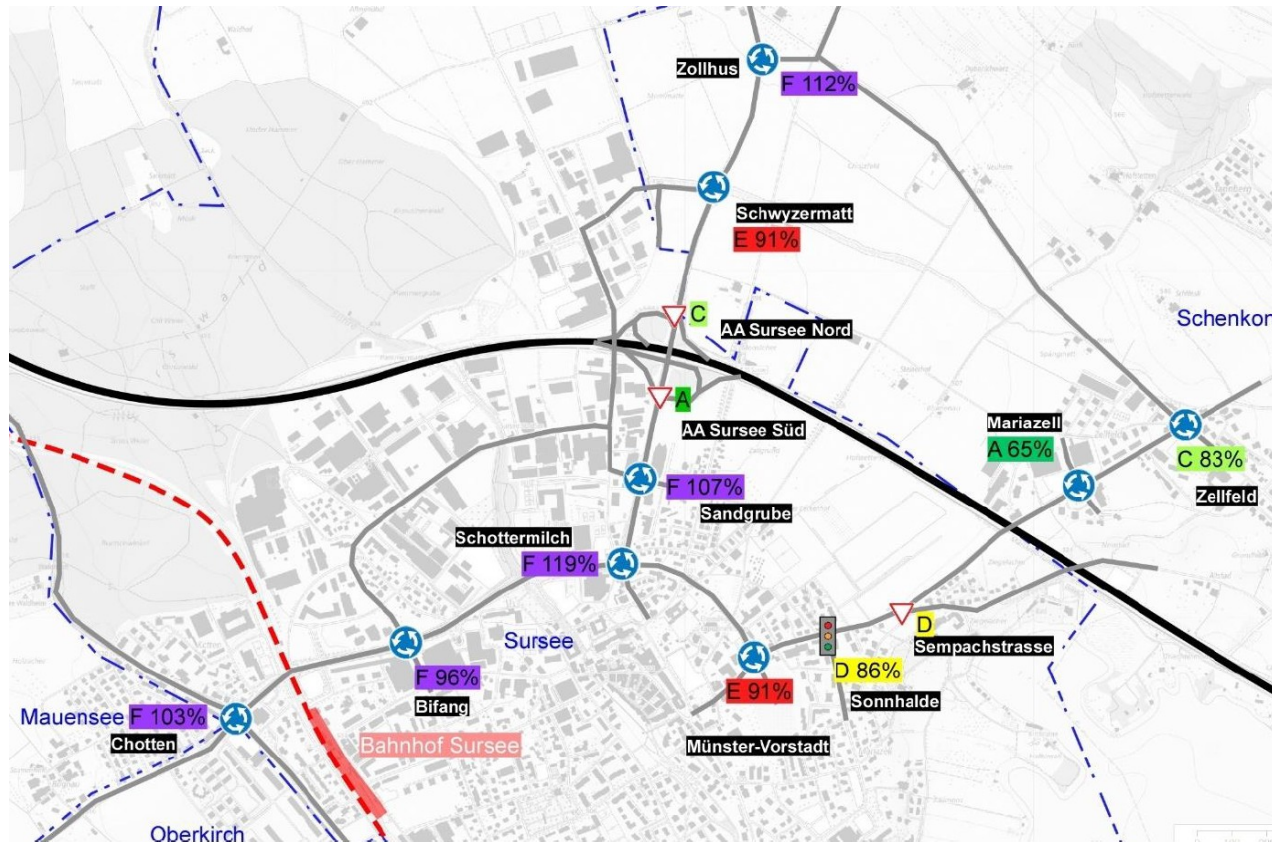 Zollhus
F 112%
Schwyzermatt
E 91%
Schenkon
C
AA Sursee Nord
A
AA Sursee Süd
Mariazell
A 65%
C 83%
Zellfeld
F 107%
Sandgrube
Schottermilch
F 119%
Sursee
D
Sempachstrasse
D 86%
Sonnhalde
E 91%
Münster-Vorstadt
F 96%
Bifang
Mauensee
F 103%
Chotten
Bahnhof Sursee
Oberkirch